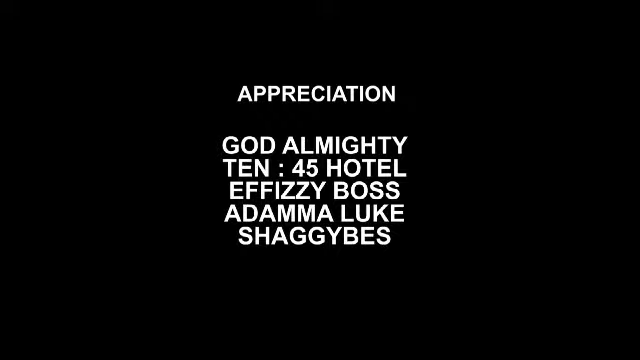 APPRECIATION
GOD ALMIGHTY
TEN : 45 HOTEL
EFFIZZY BOSS
ADAMMA LUKE
SHAGGYBES